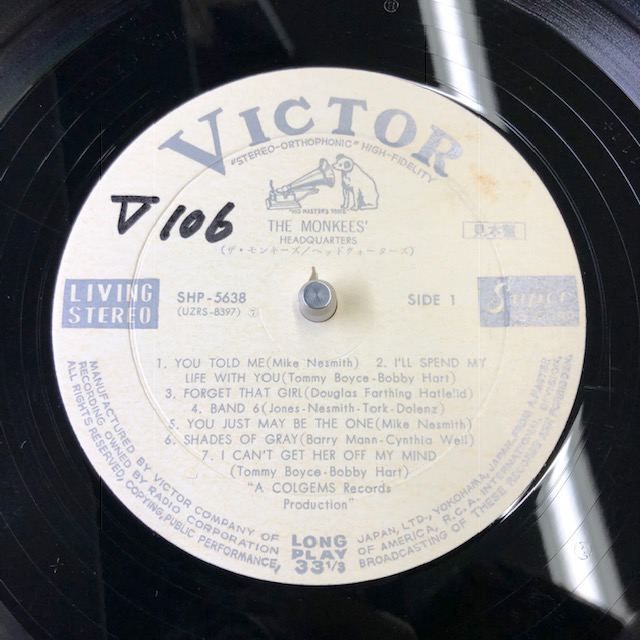 VICTOR
"STEREO-ORTHOPHONIC" HIGH-FIDELITY
"HIS MASTER'S VOICE"
THE MONKEES'
HEADQUARTERS
(ザ・モンキーズ/ヘッドクォーターズ)
V 106
見本盤
LIVING
STEREO
SHP-5638
(UZRS-8397)
SIDE 1
1. YOU TOLD ME(Mike Nesmith) 2. I'LL SPEND MY
LIFE WITH YOU(Tommy Boyce-Bobby Hart)
3. FORGET THAT GIRL(Douglas Farthing Hatlelid)
4. BAND 6(Jones-Nesmith-Tork-Dolenz)
5. YOU JUST MAY BE THE ONE(Mike Nesmith)
6. SHADES OF GRAY(Barry Mann-Cynthia Weil)
7. I CAN'T GET HER OFF MY MIND
(Tommy Boyce-Bobby Hart)
"A COLGEMS Records
Production"
LONG
PLAY
33 1/3
MANUFACTURED BY VICTOR COMPANY OF JAPAN, LTD., YOKOHAMA, JAPAN,
RECORDING OWNED BY RADIO CORPORATION OF AMERICA, R.C.A. INTERNATIONAL
ALL RIGHTS RESERVED, COPYING, PUBLIC PERFORMANCE, BROADCASTING OF THESE RECORDS